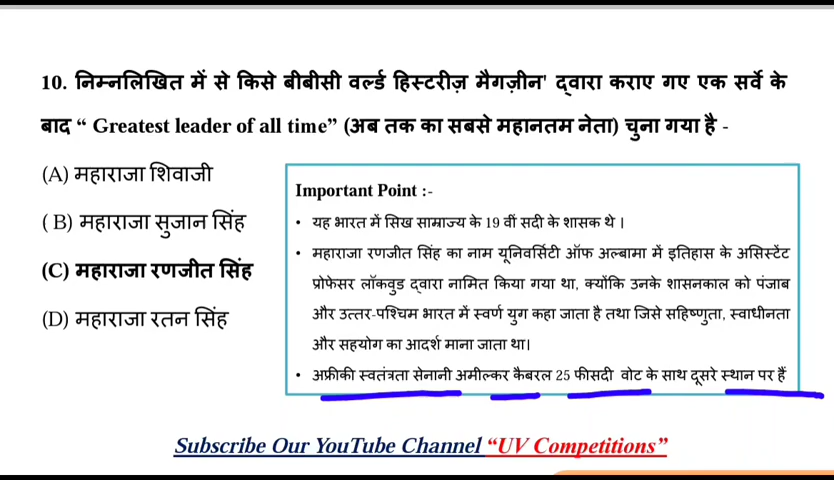 10. निम्नलिखित में से किसे बीबीसी वर्ल्ड हिस्टरीज़ मैगज़ीन' द्वारा कराए गए एक सर्वे के
बाद “ Greatest leader of all time” (अब तक का सबसे महानतम नेता) चुना गया है -
(A) महाराजा शिवाजी
( B) महाराजा सुजान सिंह
(C) महाराजा रणजीत सिंह
(D) महाराजा रतन सिंह
Important Point :-
• यह भारत में सिख साम्राज्य के 19 वीं सदी के शासक थे ।
• महाराजा रणजीत सिंह का नाम यूनिवर्सिटी ऑफ अल्बामा में इतिहास के असिस्टेंट
प्रोफेसर लॉकवुड द्वारा नामित किया गया था, क्योंकि उनके शासनकाल को पंजाब
और उत्तर-पश्चिम भारत में स्वर्ण युग कहा जाता है तथा जिसे सहिष्णुता, स्वाधीनता
और सहयोग का आदर्श माना जाता था।
• अफ्रीकी स्वतंत्रता सेनानी अमील्कर कैबरल 25 फीसदी वोट के साथ दूसरे स्थान पर हैं
Subscribe Our YouTube Channel “UV Competitions”